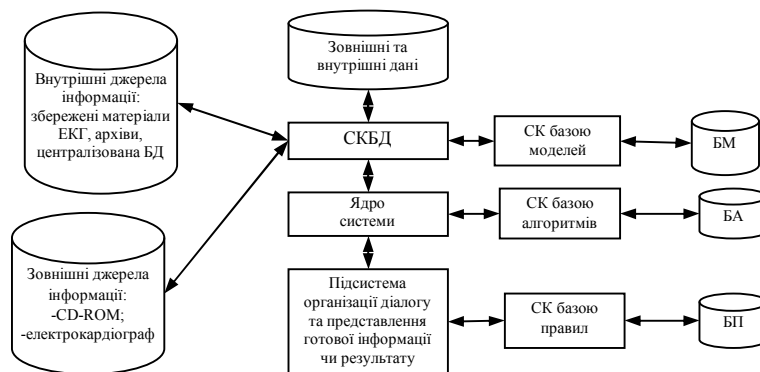 Зовнішні та
внутрішні дані
Внутрішні джерела
інформації:
збережені матеріали
ЕКГ, архіви,
централізована БД
СКБД
СК базою
моделей
БМ
Ядро
системи
СК базою
алгоритмів
БА
Зовнішні джерела
інформації:
-CD-ROM;
-електрокардіограф
Підсистема
організації діалогу
та представлення
готової інформації
чи результату
СК базою
правил
БП